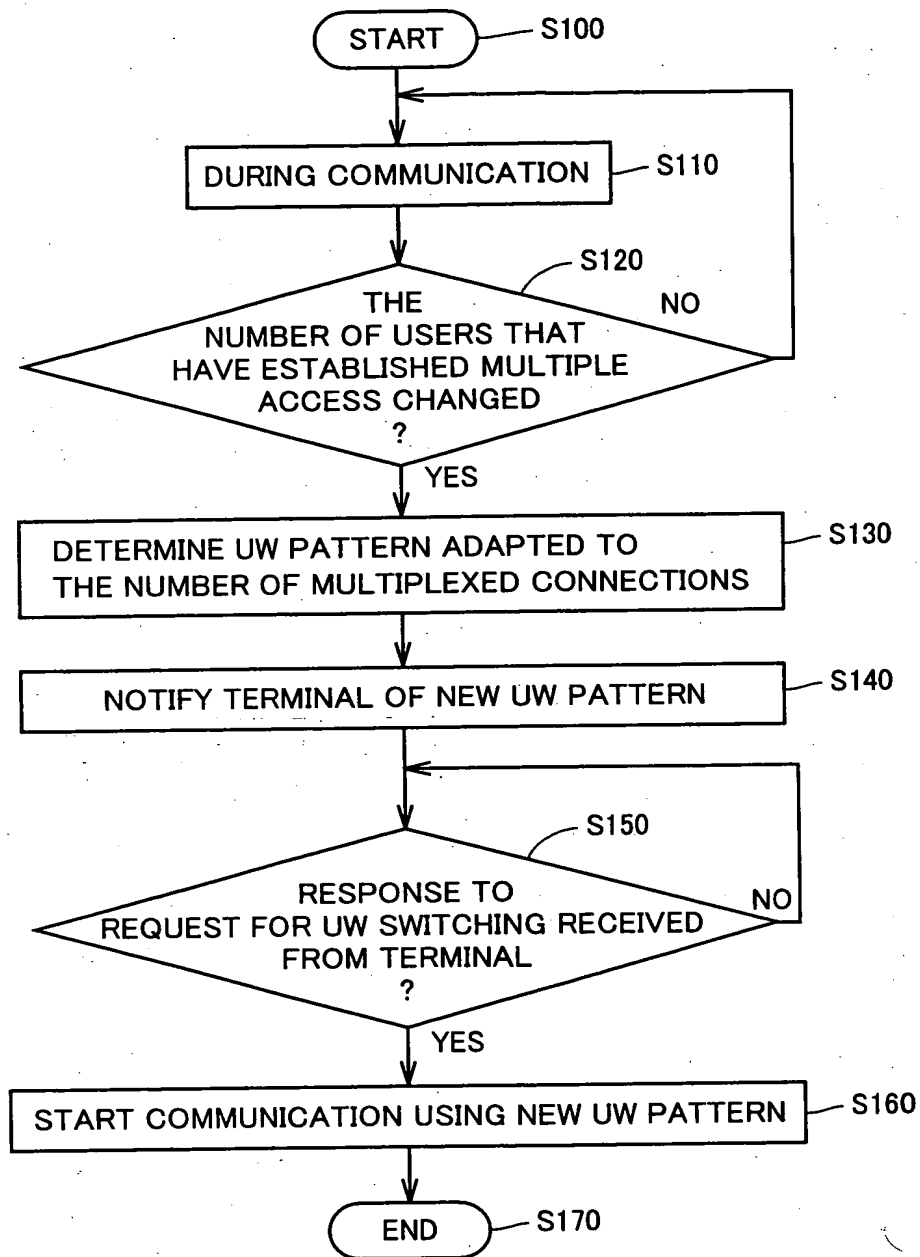 START
S100
DURING COMMUNICATION
S110
S120
THE
NUMBER OF USERS THAT
HAVE ESTABLISHED MULTIPLE
ACCESS CHANGED
?
NO
YES
DETERMINE UW PATTERN ADAPTED TO
THE NUMBER OF MULTIPLEXED CONNECTIONS
S130
NOTIFY TERMINAL OF NEW UW PATTERN
S140
S150
RESPONSE TO
REQUEST FOR UW SWITCHING RECEIVED
FROM TERMINAL
?
NO
YES
START COMMUNICATION USING NEW UW PATTERN
S160
END
S170